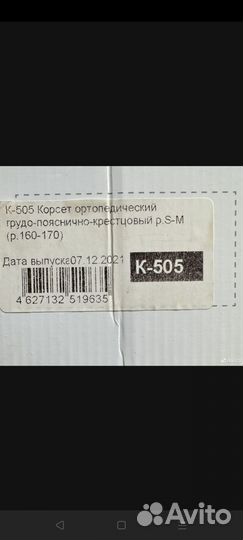 К-505 Корсет ортопедический
грудо-пояснично-крестцовый р.S-M
(р.160-170)
Дата выпуска07.12.2021
К-505
4 627132 519635
Avito